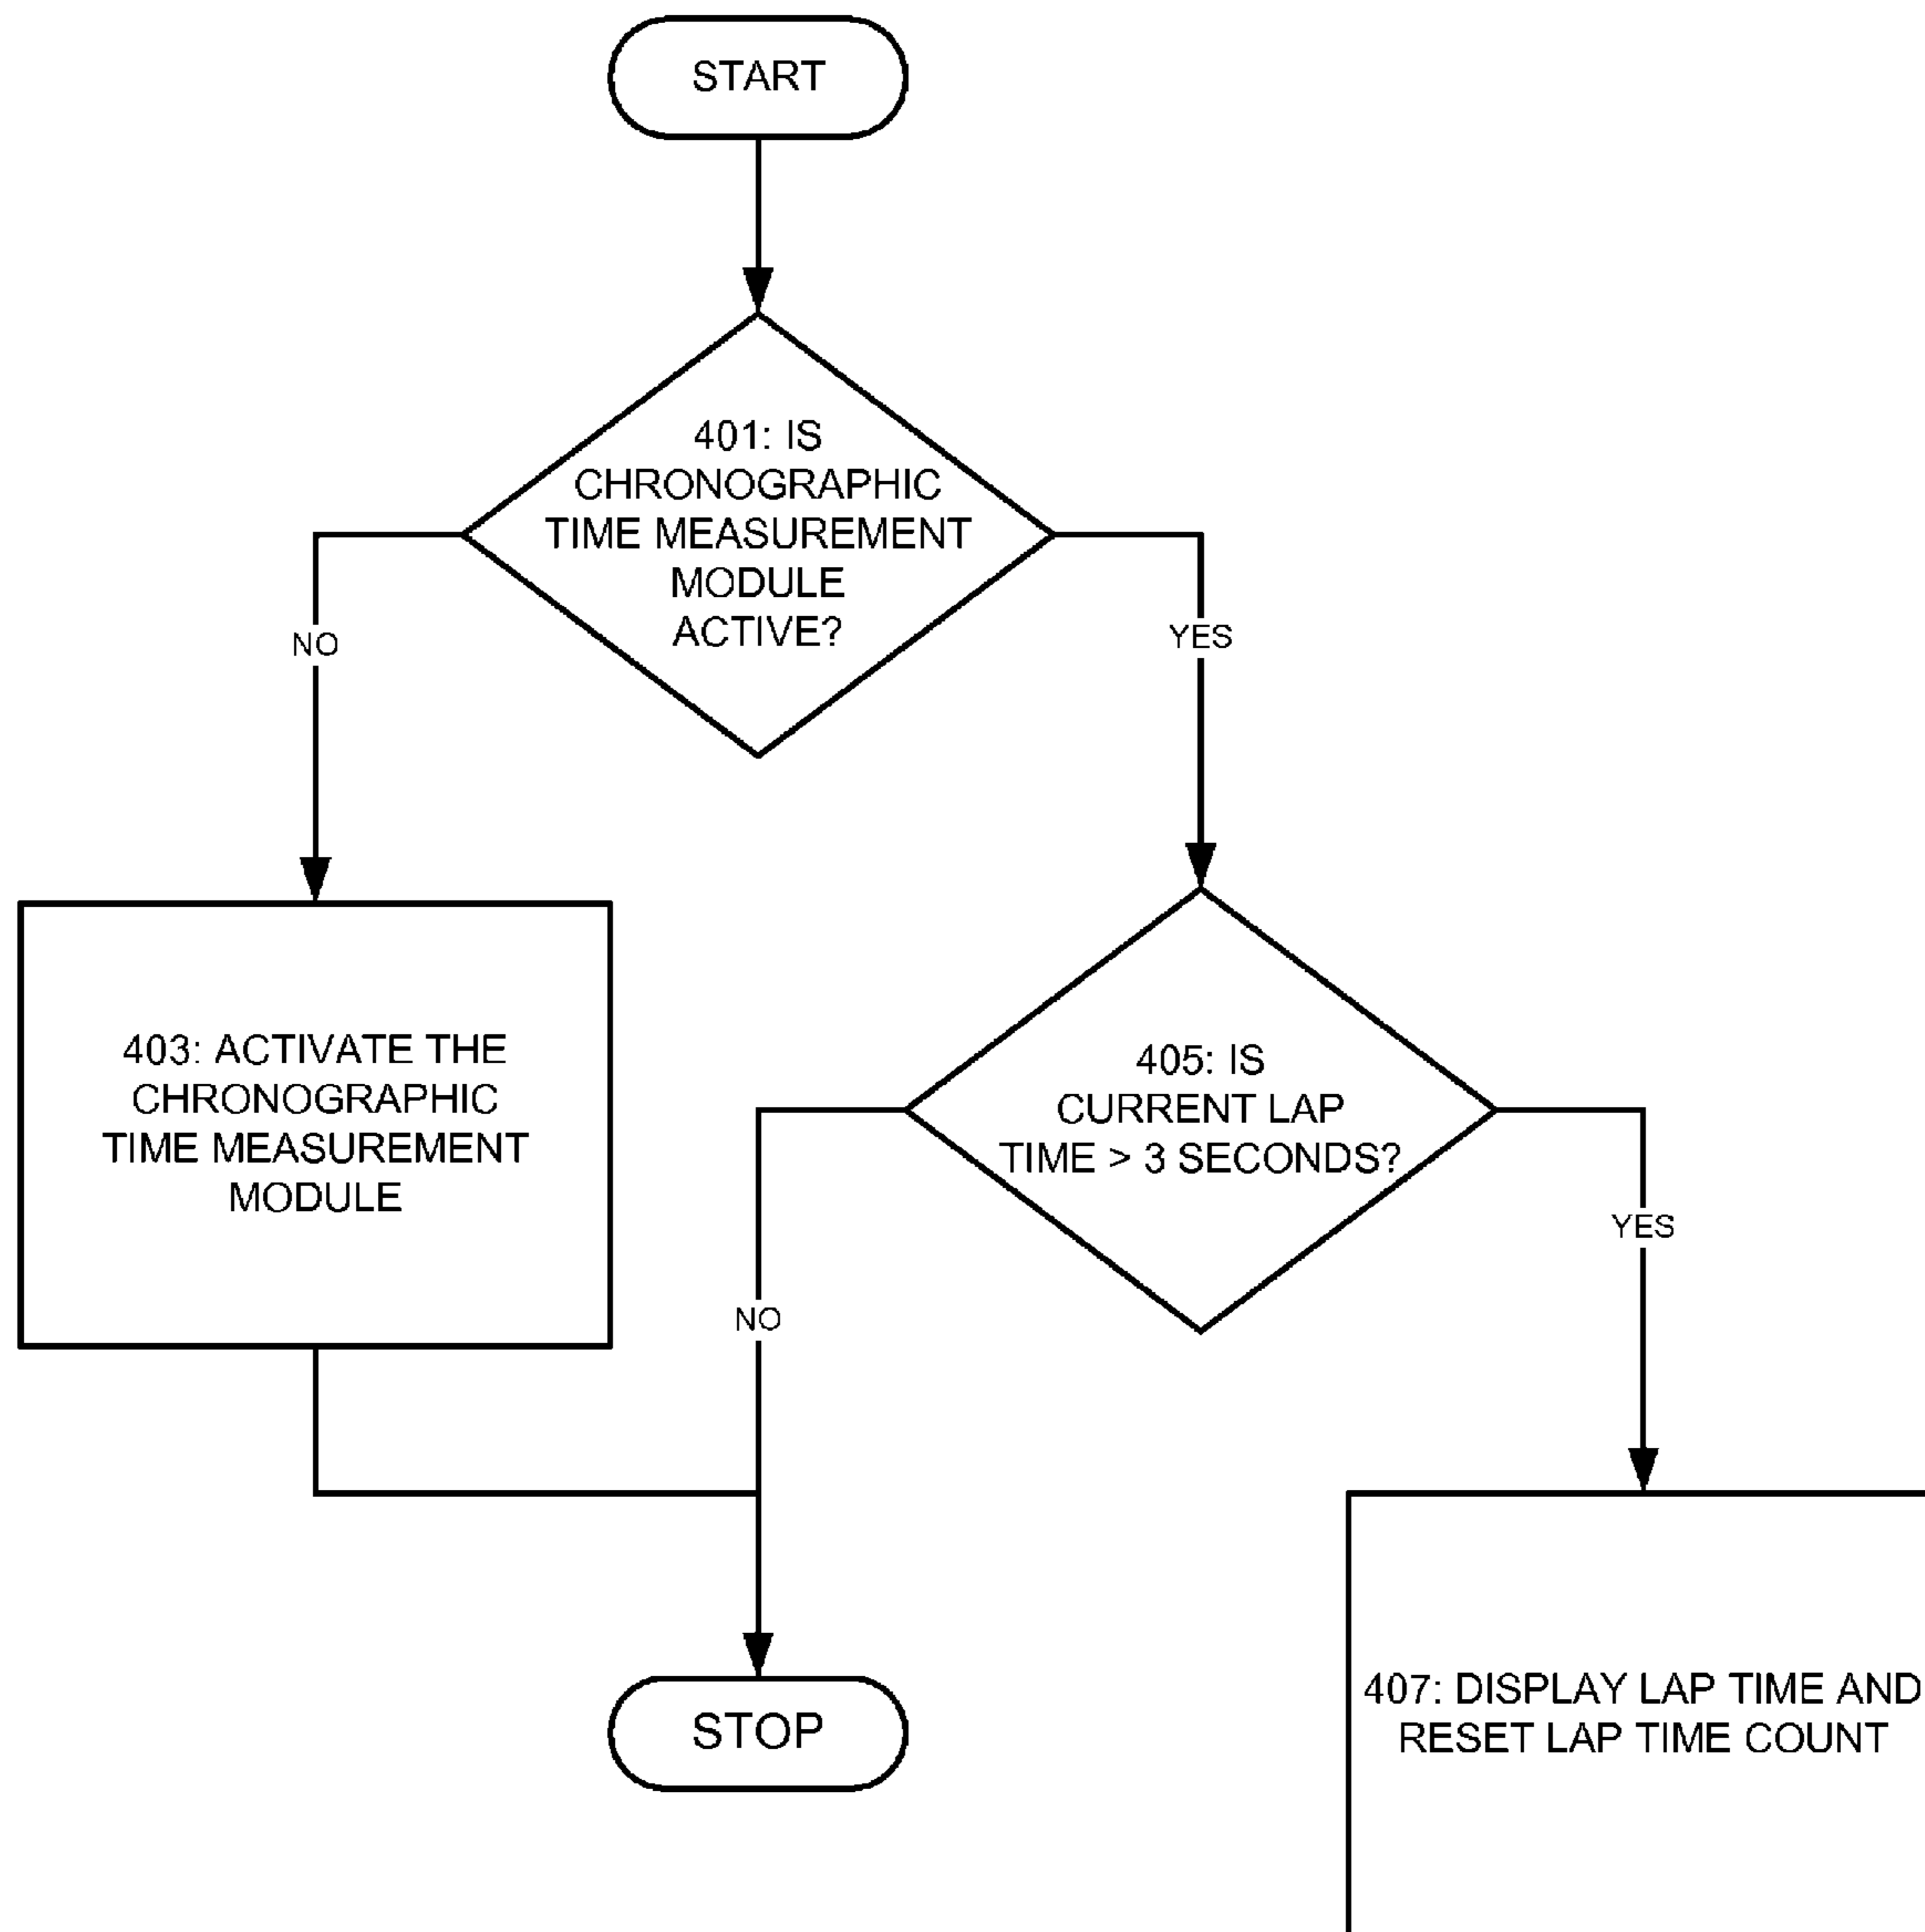 START
401: IS
CHRONOGRAPHIC
TIME MEASUREMENT
MODULE
ACTIVE?
NO
YES
403: ACTIVATE THE
CHRONOGRAPHIC
TIME MEASUREMENT
MODULE
405: IS
CURRENT LAP
TIME > 3 SECONDS?
NO
YES
STOP
407: DISPLAY LAP TIME AND
RESET LAP TIME COUNT